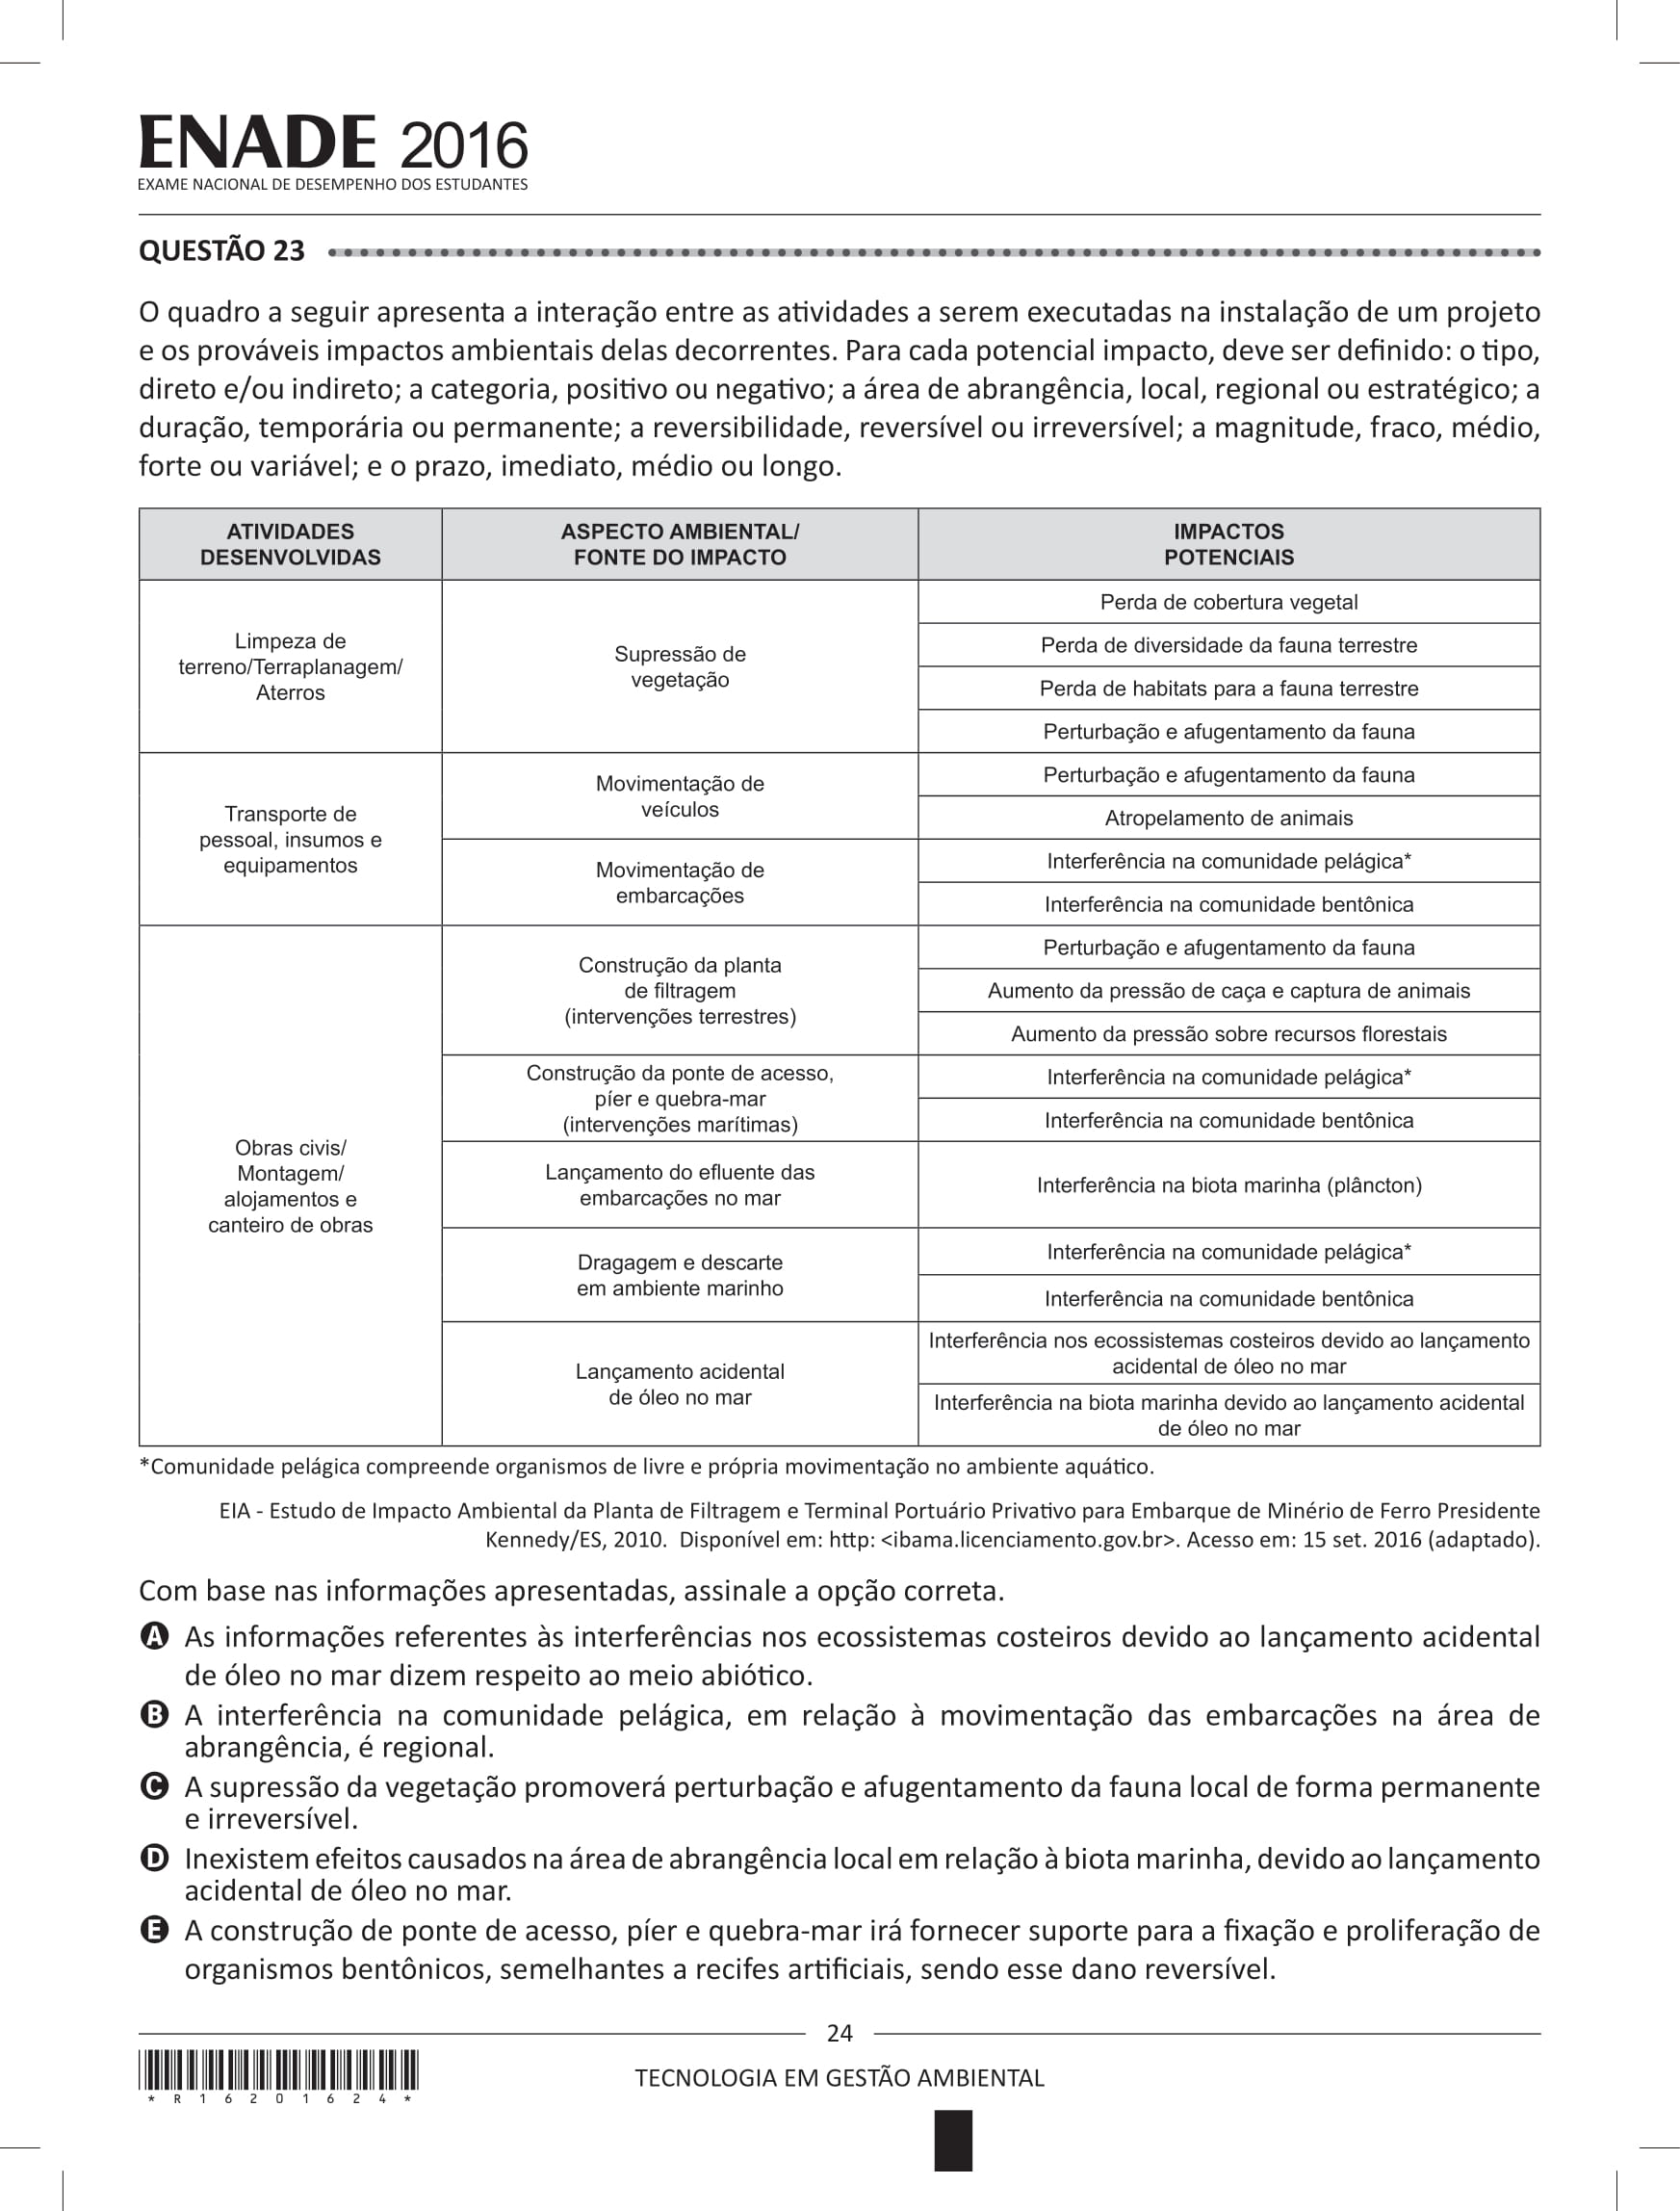 ENADE 2016
EXAME NACIONAL DE DESEMPENHO DOS ESTUDANTES
QUESTÃO 23
O quadro a seguir apresenta a interação entre as atividades a serem executadas na instalação de um projeto
e os prováveis impactos ambientais delas decorrentes. Para cada potencial impacto, deve ser definido: o tipo,
direto e/ou indireto; a categoria, positivo ou negativo; a área de abrangência, local, regional ou estratégico; a
duração, temporária ou permanente; a reversibilidade, reversível ou irreversível; a magnitude, fraco, médio,
forte ou variável; e o prazo, imediato, médio ou longo.
ATIVIDADES
DESENVOLVIDAS
ASPECTO AMBIENTAL/
FONTE DO IMPACTO
IMPACTOS
POTENCIAIS
Limpeza de
terreno/Terraplanagem/
Aterros
Supressão de
vegetação
Perda de cobertura vegetal
Perda de diversidade da fauna terrestre
Perda de habitats para a fauna terrestre
Perturbação e afugentamento da fauna
Transporte de
pessoal, insumos e
equipamentos
Movimentação de
veículos
Perturbação e afugentamento da fauna
Atropelamento de animais
Movimentação de
embarcações
Interferência na comunidade pelágica*
Interferência na comunidade bentônica
Obras civis/
Montagem/
alojamentos e
canteiro de obras
Construção da planta
de filtragem
(intervenções terrestres)
Perturbação e afugentamento da fauna
Aumento da pressão de caça e captura de animais
Aumento da pressão sobre recursos florestais
Construção da ponte de acesso,
píer e quebra-mar
(intervenções marítimas)
Interferência na comunidade pelágica*
Interferência na comunidade bentônica
Lançamento do efluente das
embarcações no mar
Interferência na biota marinha (plâncton)
Dragagem e descarte
em ambiente marinho
Interferência na comunidade pelágica*
Interferência na comunidade bentônica
Lançamento acidental
de óleo no mar
Interferência nos ecossistemas costeiros devido ao lançamento
acidental de óleo no mar
Interferência na biota marinha devido ao lançamento acidental
de óleo no mar
*Comunidade pelágica compreende organismos de livre e própria movimentação no ambiente aquático.
EIA - Estudo de Impacto Ambiental da Planta de Filtragem e Terminal Portuário Privativo para Embarque de Minério de Ferro Presidente
Kennedy/ES, 2010. Disponível em: http: <ibama.licenciamento.gov.br>. Acesso em: 15 set. 2016 (adaptado).
Com base nas informações apresentadas, assinale a opção correta.
A As informações referentes às interferências nos ecossistemas costeiros devido ao lançamento acidental
de óleo no mar dizem respeito ao meio abiótico.
B A interferência na comunidade pelágica, em relação à movimentação das embarcações na área de
abrangência, é regional.
C A supressão da vegetação promoverá perturbação e afugentamento da fauna local de forma permanente
e irreversível.
D Inexistem efeitos causados na área de abrangência local em relação à biota marinha, devido ao lançamento
acidental de óleo no mar.
E A construção de ponte de acesso, píer e quebra-mar irá fornecer suporte para a fixação e proliferação de
organismos bentônicos, semelhantes a recifes artificiais, sendo esse dano reversível.
24
* R 1 6 2 0 1 6 2 4 *
TECNOLOGIA EM GESTÃO AMBIENTAL